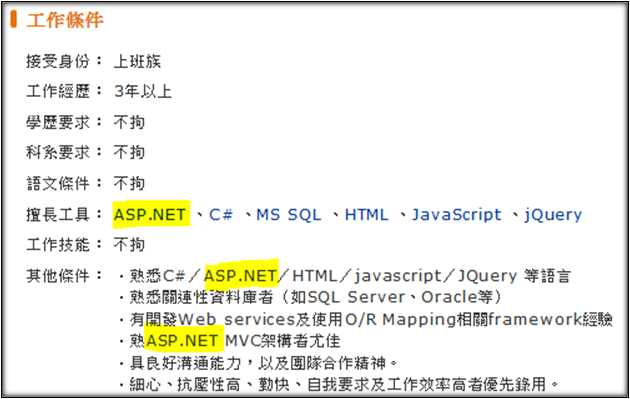 工作條件
接受身份： 上班族
工作經歷： 3年以上
學歷要求： 不拘
科系要求： 不拘
語文條件： 不拘
擅長工具： ASP.NET 、C# 、MS SQL 、HTML 、JavaScript 、jQuery
工作技能： 不拘
其他條件： ‧熟悉C#／ASP.NET／HTML／javascript／JQuery 等語言
‧熟悉關連性資料庫者（如SQL Server、Oracle等）
‧有開發Web services及使用O/R Mapping相關framework經驗
‧熟ASP.NET MVC架構者尤佳
‧具良好溝通能力，以及團隊合作精神。
‧細心、抗壓性高、勤快、自我要求及工作效率高者優先錄用。